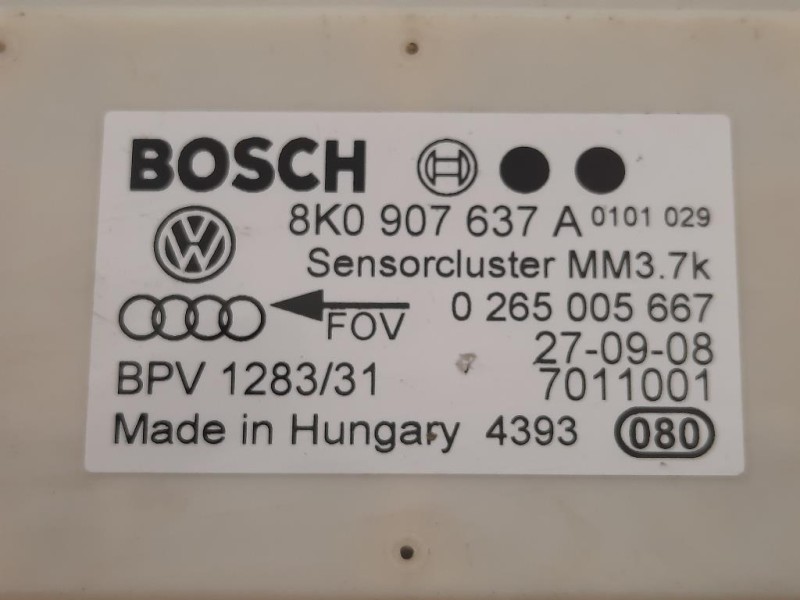 BOSCH
8K0 907 637 A 0101 029
Sensorcluster MM3.7k
FOV 0 265 005 667
27-09-08
BPV 1283/31 7011001
Made in Hungary 4393 080